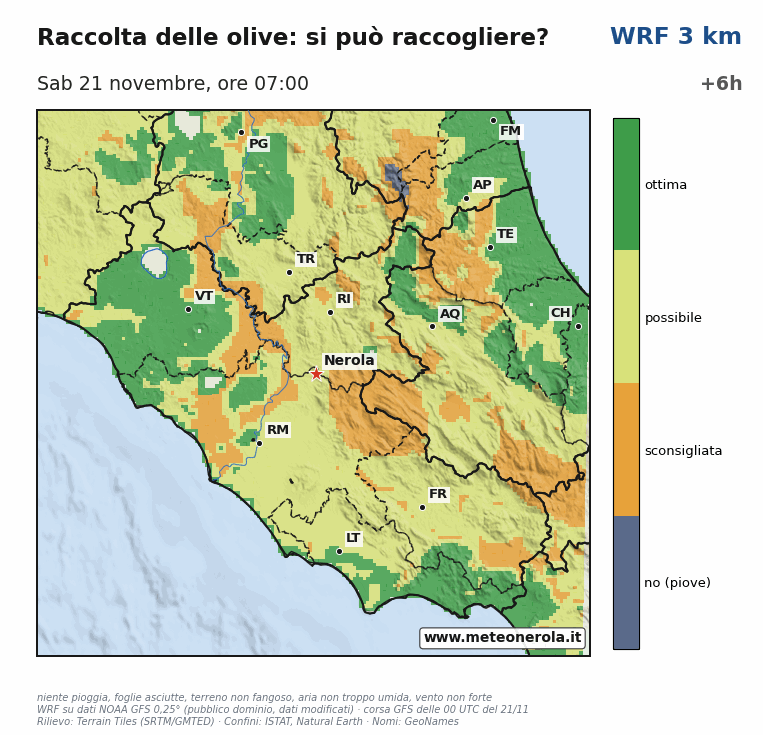 Raccolta delle olive: si può raccogliere?
WRF 3 km
Sab 21 novembre, ore 07:00
+6h
FM
PG
AP
TE
TR
VT
RI
AQ
CH
Nerola
RM
FR
LT
www.meteonerola.it
ottima
possibile
sconsigliata
no (piove)
niente pioggia, foglie asciutte, terreno non fangoso, aria non troppo umida, vento non forte
WRF su dati NOAA GFS 0,25° (pubblico dominio, dati modificati) · corsa GFS delle 00 UTC del 21/11
Rilievo: Terrain Tiles (SRTM/GMTED) · Confini: ISTAT, Natural Earth · Nomi: GeoNames